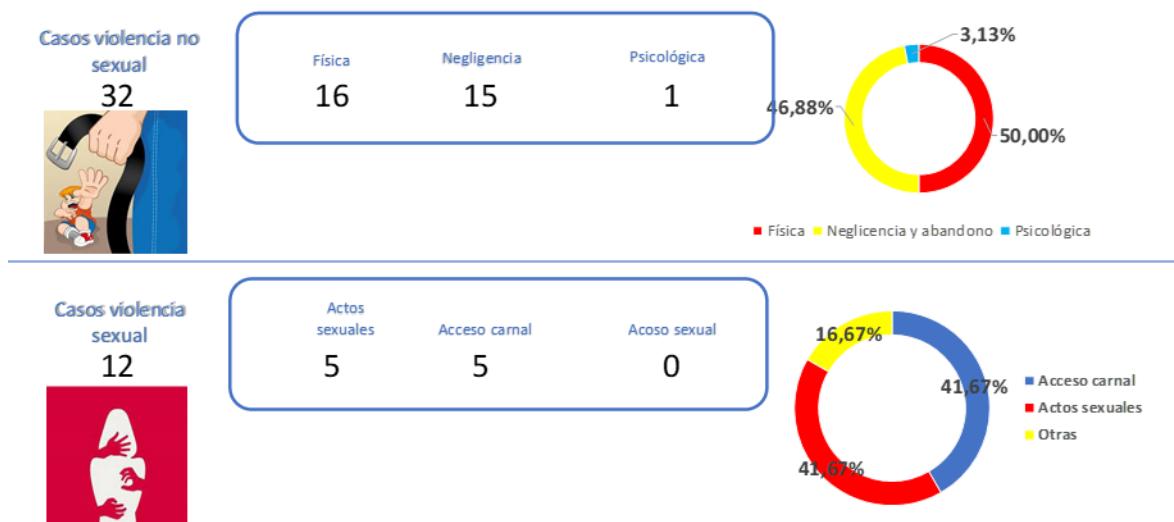 Casos violencia no
sexual
32
Física
Negligencia
Psicológica
16
15
1
3,13%
46,88%
50,00%
Física
Neglicencia y abandono
Psicológica
Casos violencia
sexual
12
Actos
sexuales
Acceso carnal
Acoso sexual
5
5
0
16,67%
41,67%
41,67%
Acceso carnal
Actos sexuales
Otras